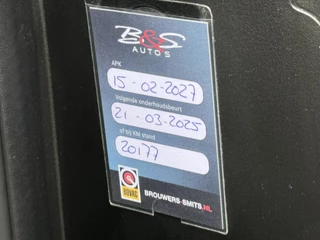 B&S
AUTO'S
APK
15-02-2027
Volgende onderhoudsbeurt
21-03-2025
of bij KM stand
20177
BOVAG
BROUWERS-SMITS.NL